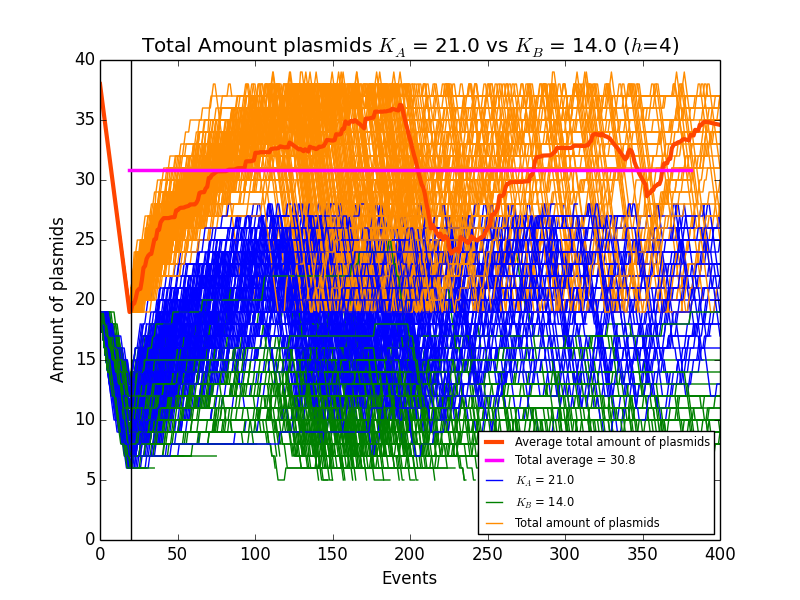 Total Amount plasmids K_A = 21.0 vs K_B = 14.0 (h=4)
40
35
30
25
20
15
10
5
0
Amount of plasmids
0 50 100 150 200 250 300 350 400
Events
Average total amount of plasmids
Total average = 30.8
K_A = 21.0
K_B = 14.0
Total amount of plasmids